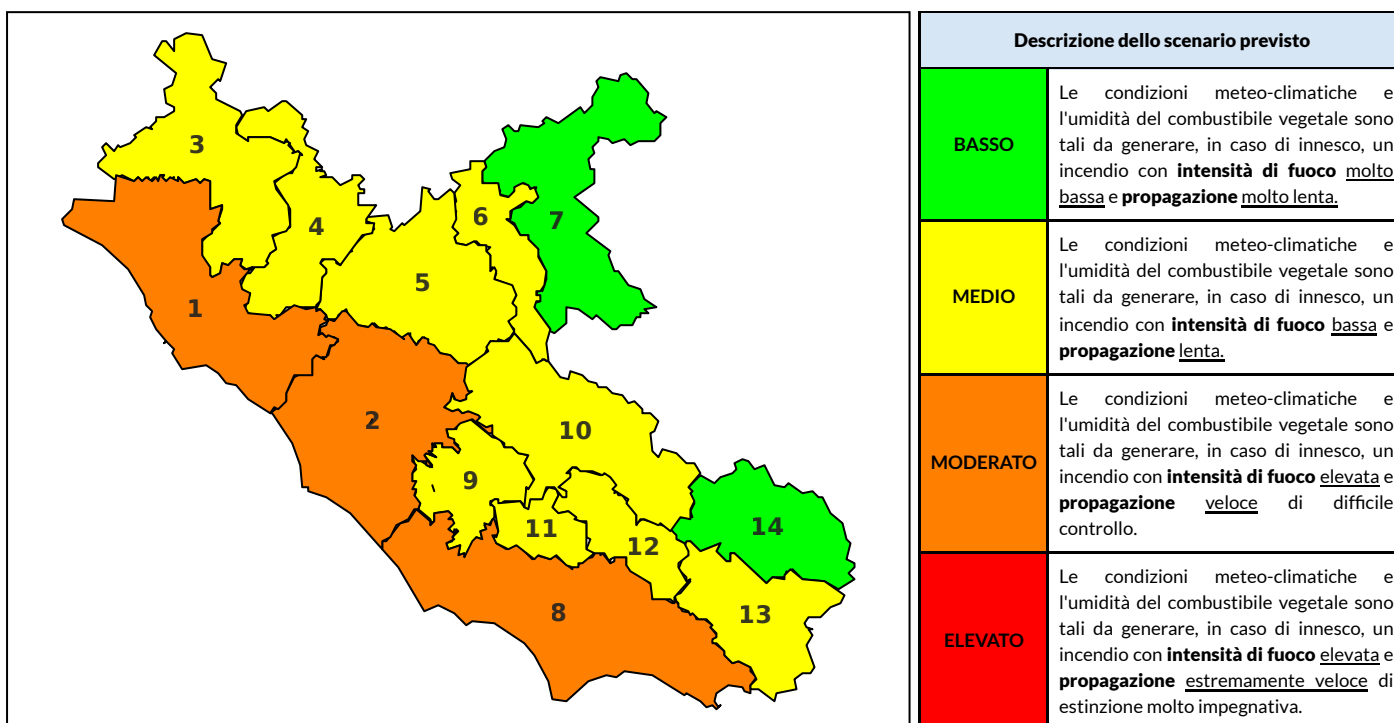 3
4
6
7
5
1
2
10
9
11
12
14
8
13
Descrizione dello scenario previsto
BASSO
Le condizioni meteo-climatiche e
l'umidità del combustibile vegetale sono
tali da generare, in caso di innesco, un
incendio con intensità di fuoco molto
bassa e propagazione molto lenta.
MEDIO
Le condizioni meteo-climatiche e
l'umidità del combustibile vegetale sono
tali da generare, in caso di innesco, un
incendio con intensità di fuoco bassa e
propagazione lenta.
MODERATO
Le condizioni meteo-climatiche e
l'umidità del combustibile vegetale sono
tali da generare, in caso di innesco, un
incendio con intensità di fuoco elevata e
propagazione veloce di difficile
controllo.
ELEVATO
Le condizioni meteo-climatiche e
l'umidità del combustibile vegetale sono
tali da generare, in caso di innesco, un
incendio con intensità di fuoco elevata e
propagazione estremamente veloce di
estinzione molto impegnativa.